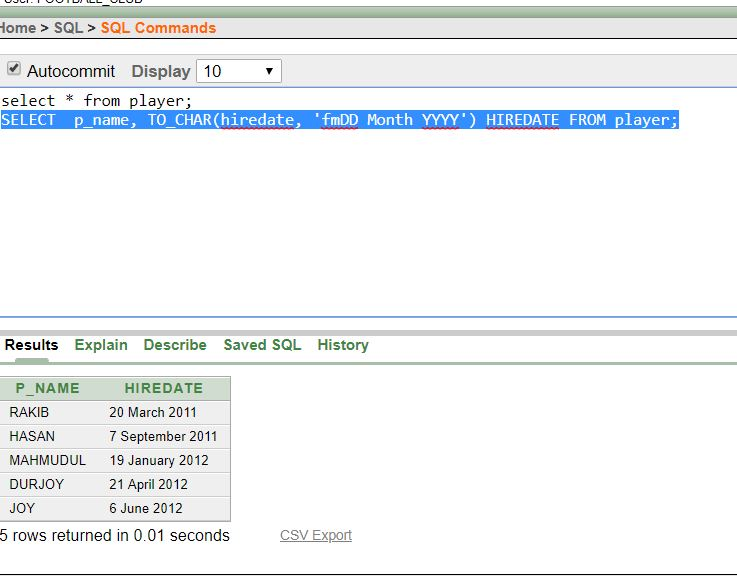 User: FOOTBALL_CLUB
Home > SQL > SQL Commands
Autocommit Display 10
select * from player;
SELECT  p_name, TO_CHAR(hiredate, 'fmDD Month YYYY') HIREDATE FROM player;
Results Explain Describe Saved SQL History
P_NAME HIREDATE
RAKIB 20 March 2011
HASAN 7 September 2011
MAHMUDUL 19 January 2012
DURJOY 21 April 2012
JOY 6 June 2012
5 rows returned in 0.01 seconds CSV Export